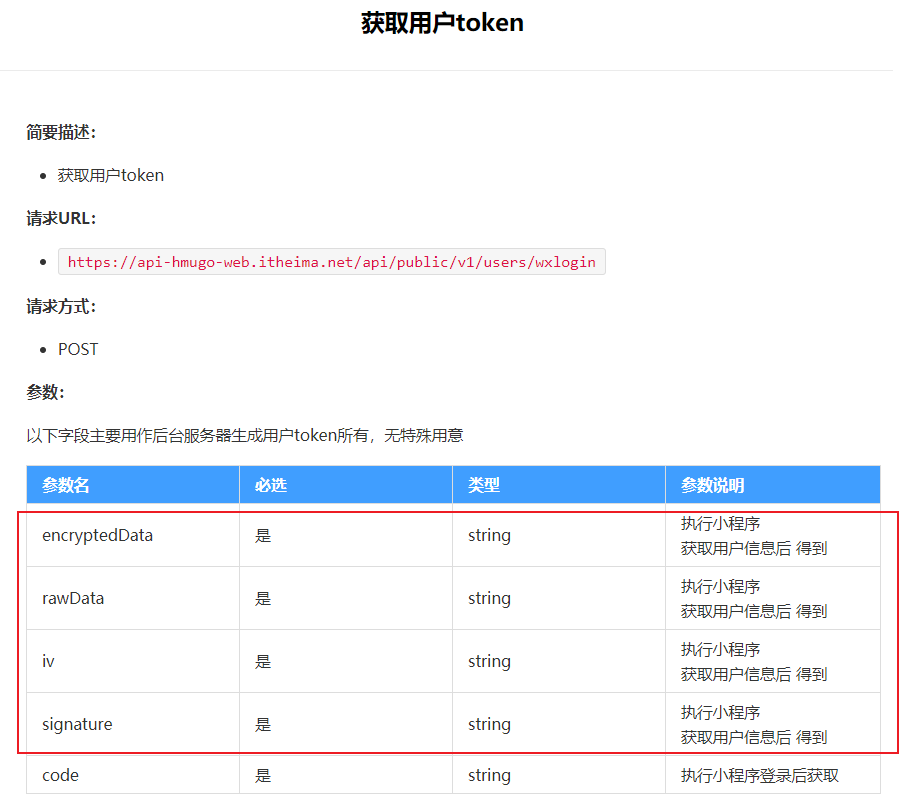 获取用户token
简要描述：
获取用户token
请求URL：
https://api-hmugo-web.itheima.net/api/public/v1/users/wxlogin
请求方式：
POST
参数：
以下字段主要用作后台服务器生成用户token所有，无特殊用意
参数名 必选 类型 参数说明
encryptedData 是 string 执行小程序
获取用户信息后 得到
rawData 是 string 执行小程序
获取用户信息后 得到
iv 是 string 执行小程序
获取用户信息后 得到
signature 是 string 执行小程序
获取用户信息后 得到
code 是 string 执行小程序登录后获取